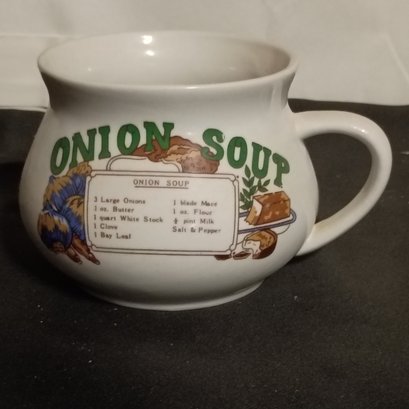 ONION SOUP
ONION SOUP
3 Large Onions
1 oz. Butter
1 quart White Stock
1 Clove
1 Bay Leaf
1 blade Mace
1 oz. Flour
½ pint Milk
Salt & Pepper